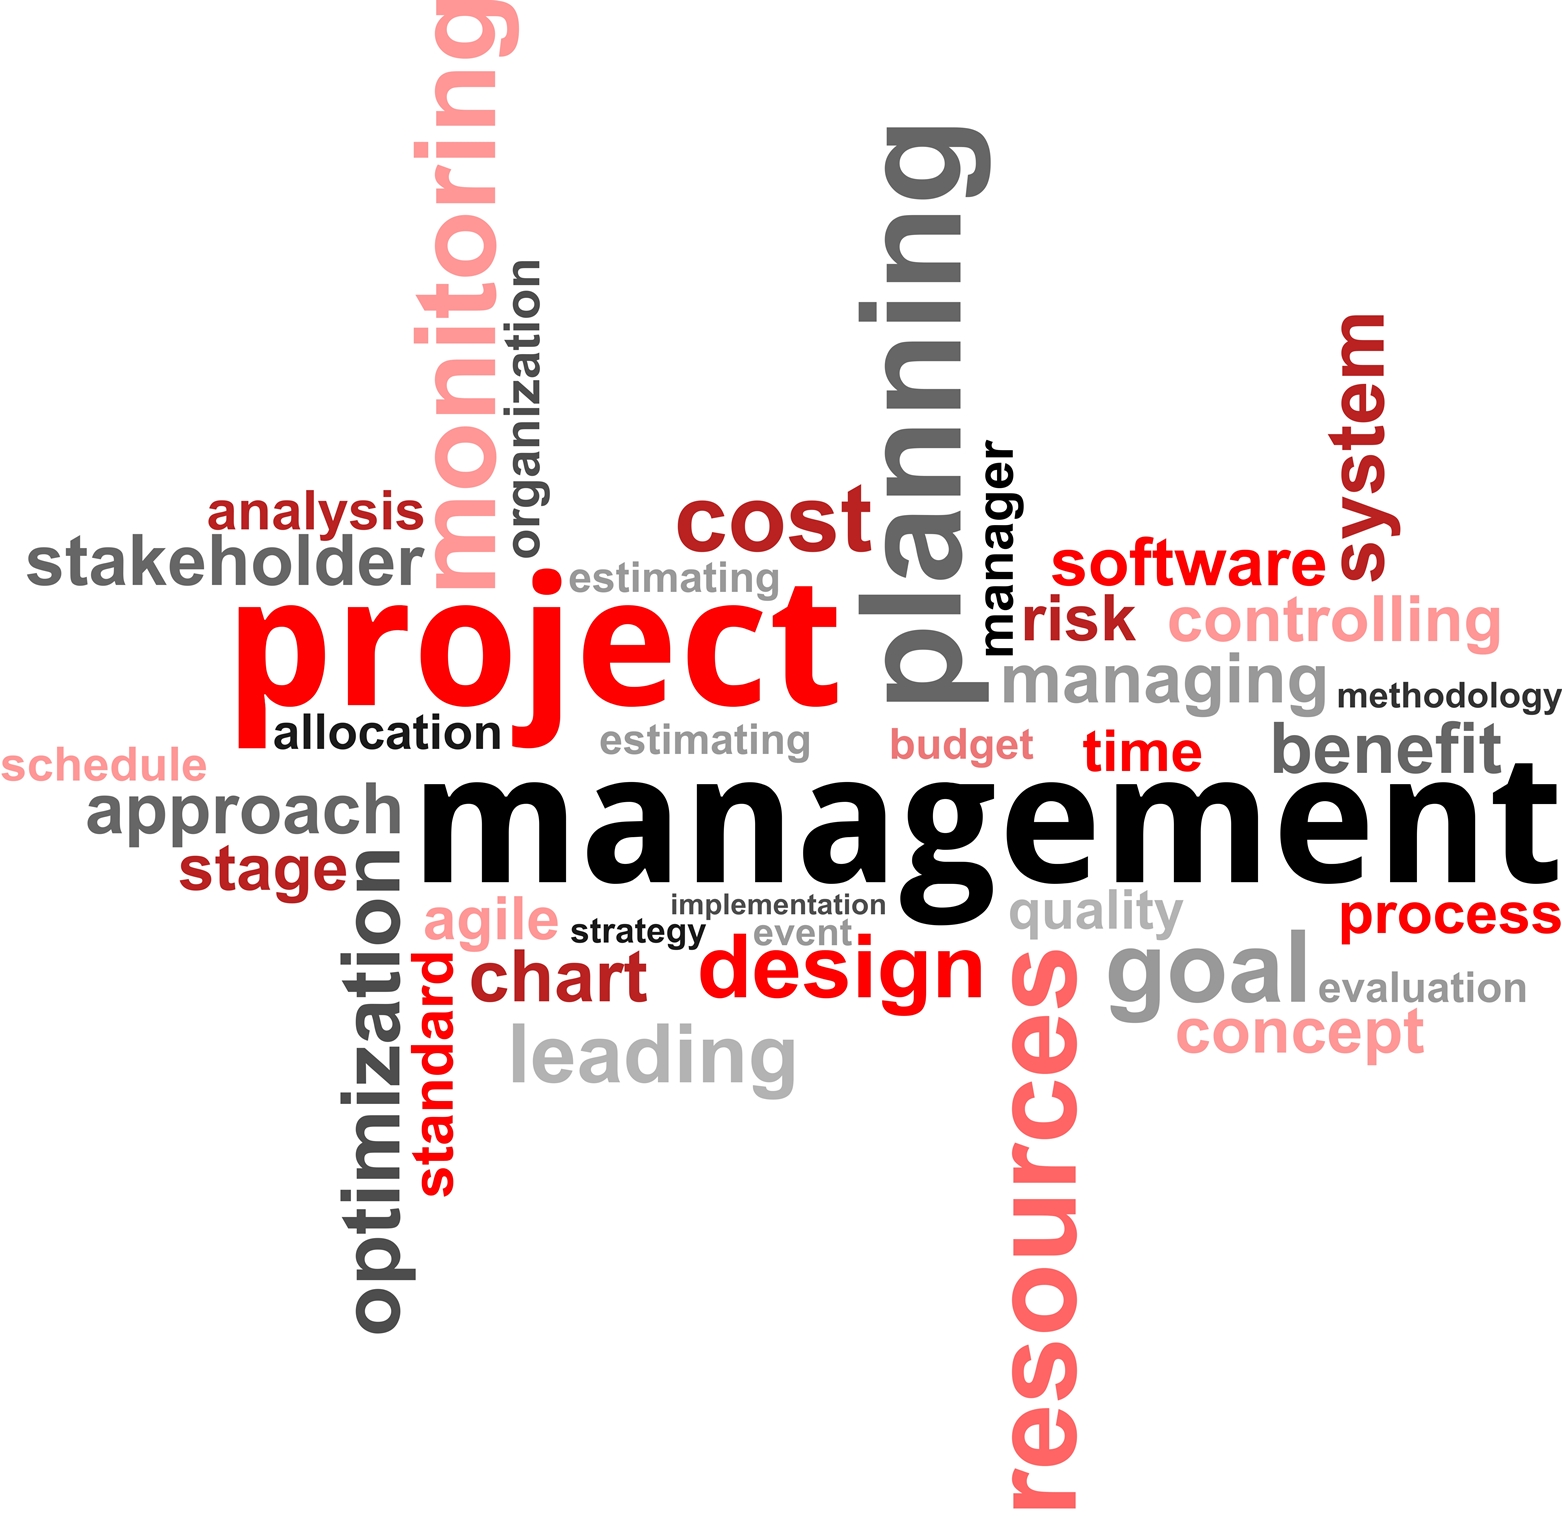 monitoring
organization
planning
system
manager
analysis
cost
stakeholder
software
estimating
project
risk
controlling
managing
methodology
allocation
estimating
budget
time
benefit
schedule
approach
management
stage
optimization
agile
strategy
implementation
event
quality
process
standard
chart
design
resources
goal
evaluation
concept
leading